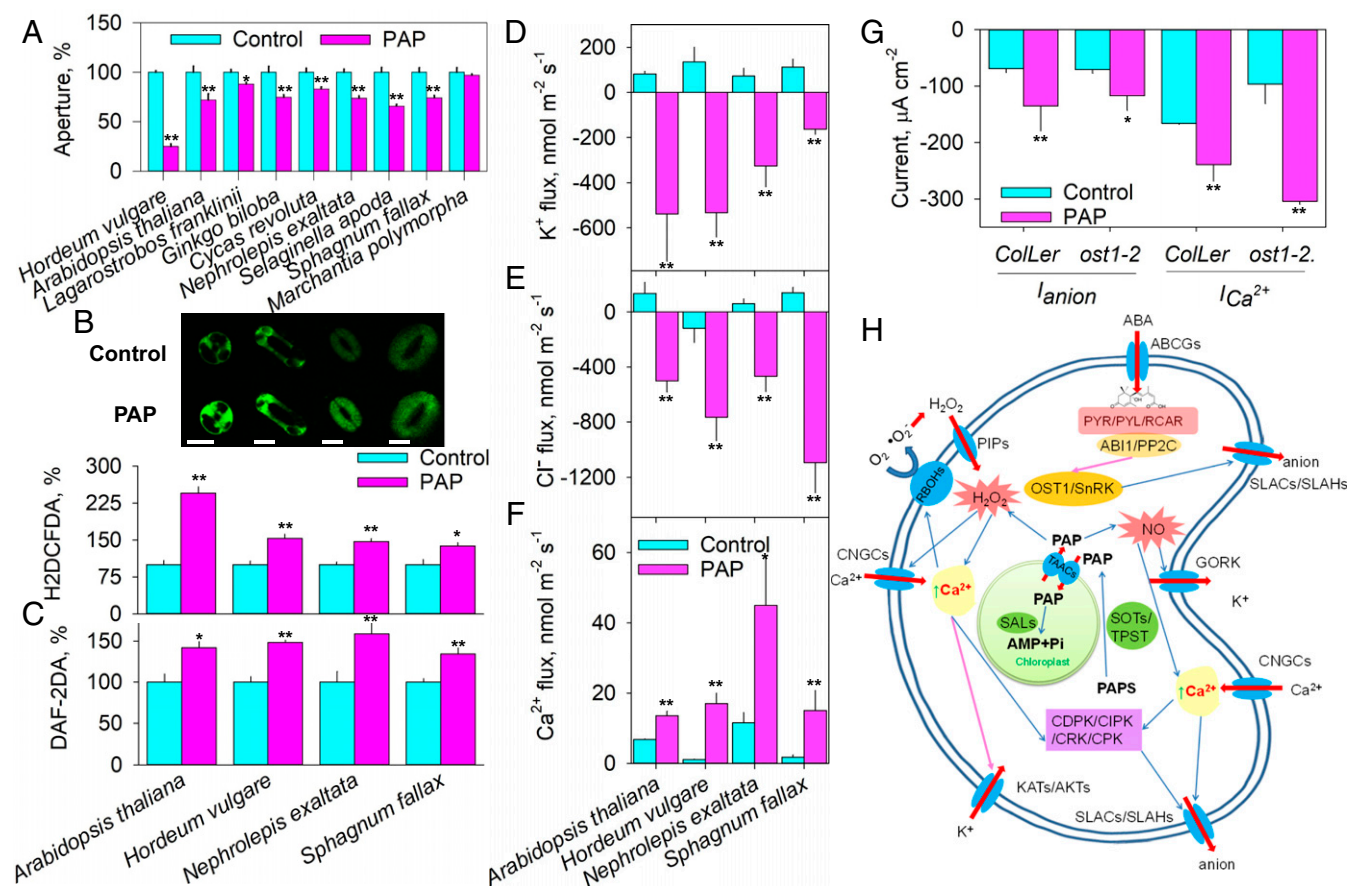 A
150
100
50
0
Aperture, %
Control
PAP
** ** * ** ** ** ** **
Hordeum vulgare
Arabidopsis thaliana
Lagarostrobos franklinii
Ginkgo biloba
Cycas revoluta
Nephrolepis exaltata
Selaginella apoda
Sphagnum fallax
Marchantia polymorpha
B
Control
PAP
Control
PAP
300
225
150
75
0
H2DCFDA, %
** ** ** *
C
150
100
50
0
DAF-2DA, %
* ** ** **
Arabidopsis thaliana
Hordeum vulgare
Nephrolepis exaltata
Sphagnum fallax
D
200
0
-200
-400
-600
K+ flux, nmol m-2 s-1
** ** ** **
E
0
-400
-800
-1200
Cl- flux, nmol m-2 s-1
** ** ** **
F
60
40
20
0
Ca2+ flux, nmol m-2 s-1
Control
PAP
** ** * **
Arabidopsis thaliana
Hordeum vulgare
Nephrolepis exaltata
Sphagnum fallax
G
0
-100
-200
-300
Current, µA cm-2
** * ** **
Control
PAP
ColLer ost1-2 ColLer ost1-2.
Ianion ICa2+
H
ABA
ABCGs
OH
O
OH
O
PYR/PYL/RCAR
ABI1/PP2C
H2O2
O2
•O2-
PIPs
RBOHs
H2O2
OST1/SnRK
anion
SLACs/SLAHs
NO
PAP
PAP
TAACs
PAP
GORK
K+
CNGCs
Ca2+
↑Ca2+
SALs
AMP+Pi
Chloroplast
SOTs/
TPST
PAPS
CNGCs
Ca2+
↑Ca2+
CDPK/CIPK
/CRK/CPK
KATs/AKTs
K+
SLACs/SLAHs
anion